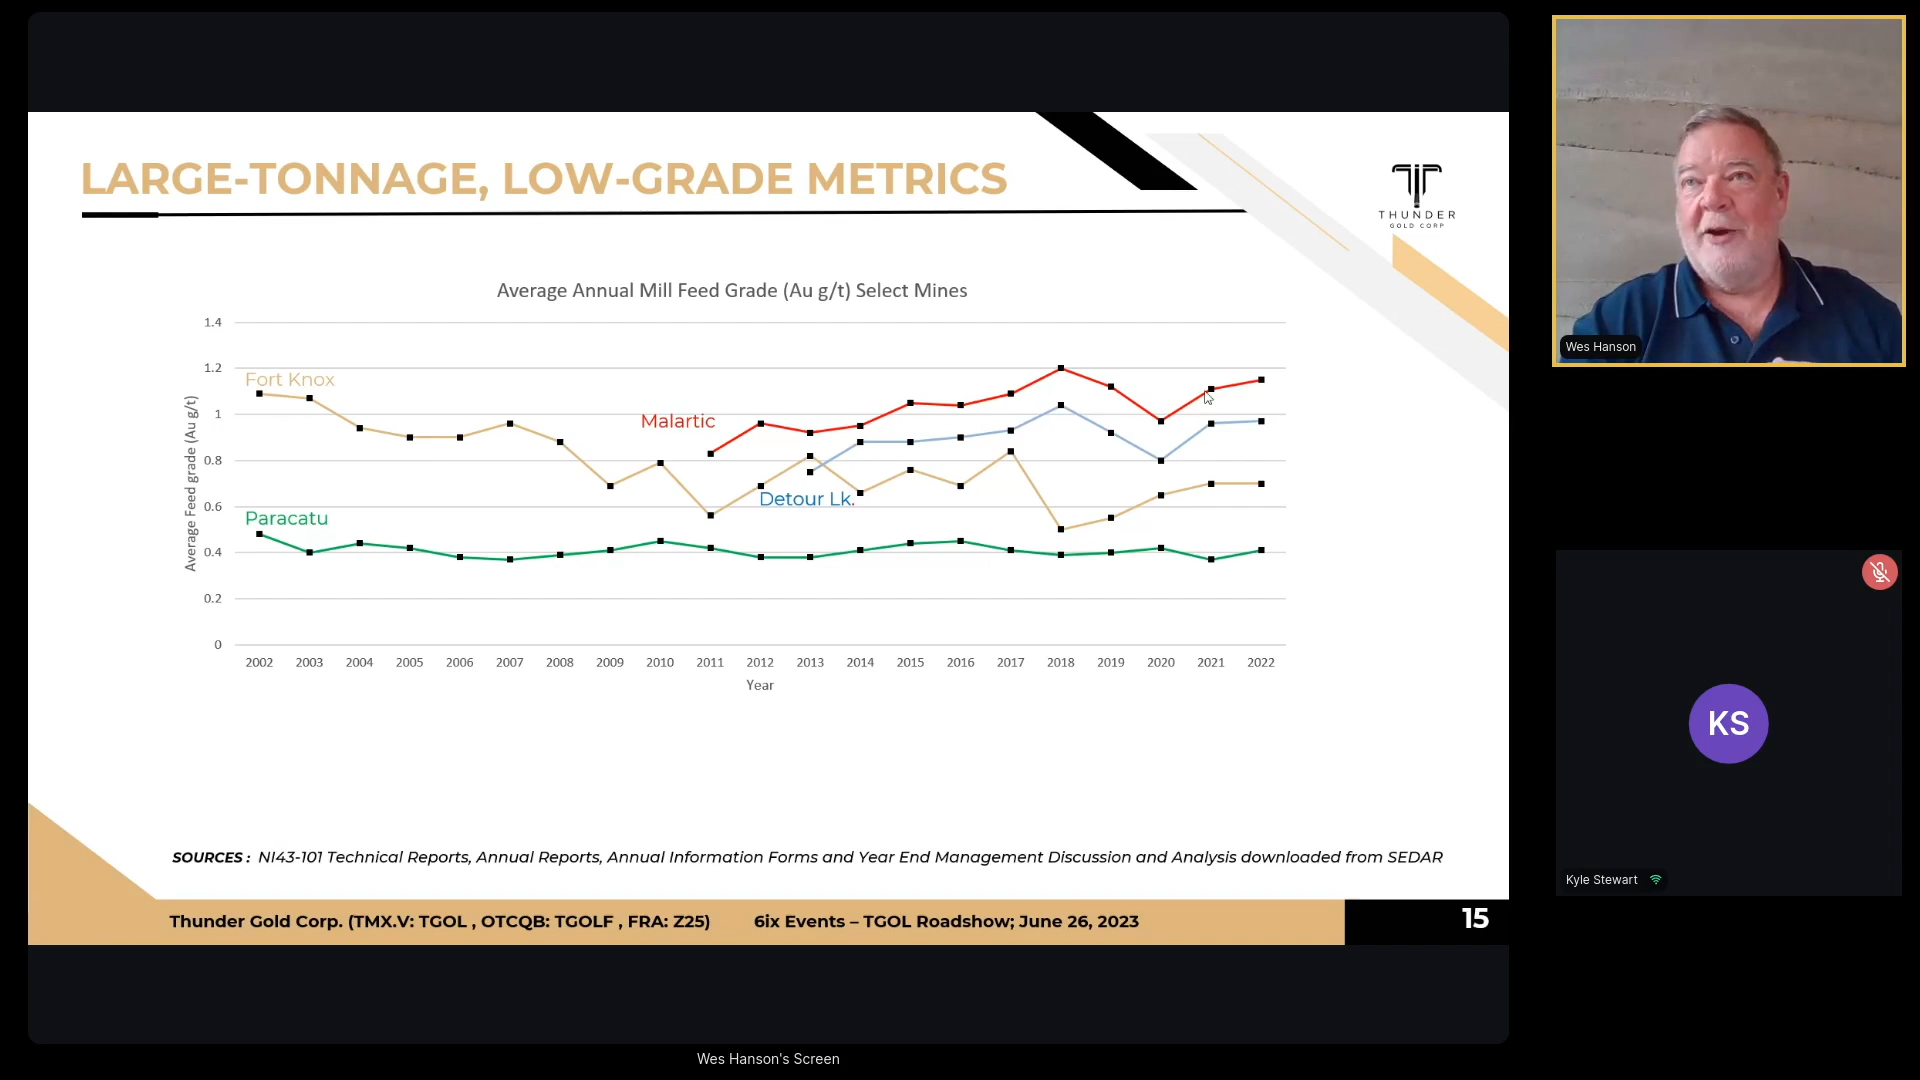 LARGE-TONNAGE, LOW-GRADE METRICS
THUNDER
GOLD CORP
Average Annual Mill Feed Grade (Au g/t) Select Mines
Average Feed grade (Au g/t)
1.4
1.2
1
0.8
0.6
0.4
0.2
0
Fort Knox
Malartic
Detour Lk.
Paracatu
2002 2003 2004 2005 2006 2007 2008 2009 2010 2011 2012 2013 2014 2015 2016 2017 2018 2019 2020 2021 2022
Year
SOURCES : NI43-101 Technical Reports, Annual Reports, Annual Information Forms and Year End Management Discussion and Analysis downloaded from SEDAR
Thunder Gold Corp. (TMX.V: TGOL , OTCQB: TGOLF , FRA: Z25) 6ix Events – TGOL Roadshow; June 26, 2023
15
Wes Hanson's Screen
Wes Hanson
KS
Kyle Stewart